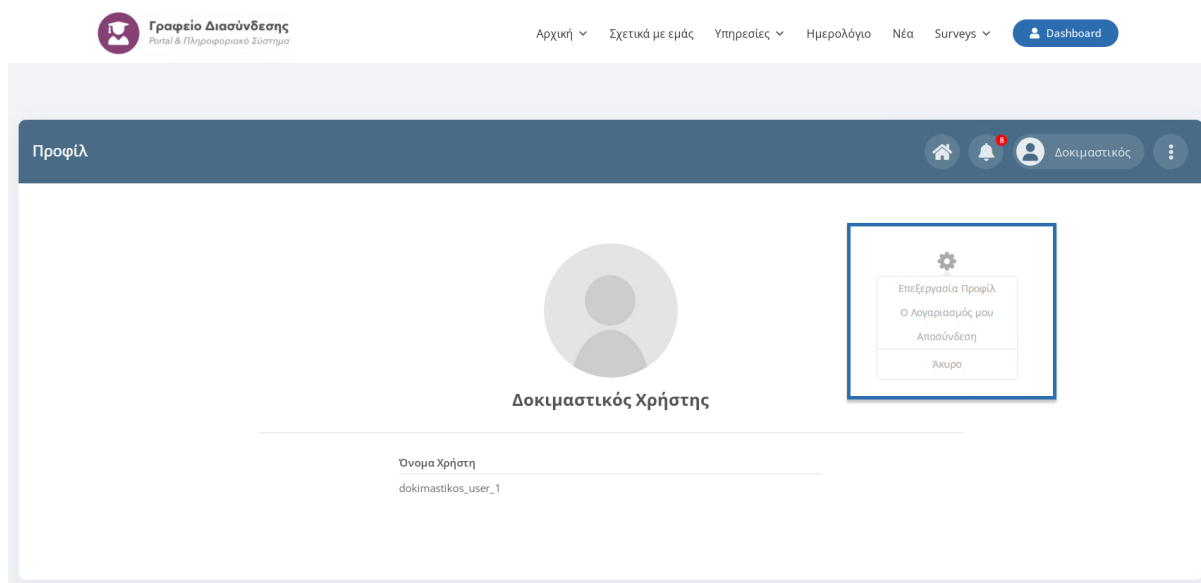 Γραφείο Διασύνδεσης
Portal & Πληροφοριακό Σύστημα
Αρχική Σχετικά με εμάς Υπηρεσίες Ημερολόγιο Νέα Surveys Dashboard
Προφίλ
8
Δοκιμαστικός
Επεξεργασία Προφίλ
Ο Λογαριασμός μου
Αποσύνδεση
Άκυρο
Δοκιμαστικός Χρήστης
Όνομα Χρήστη
dokimastikos_user_1